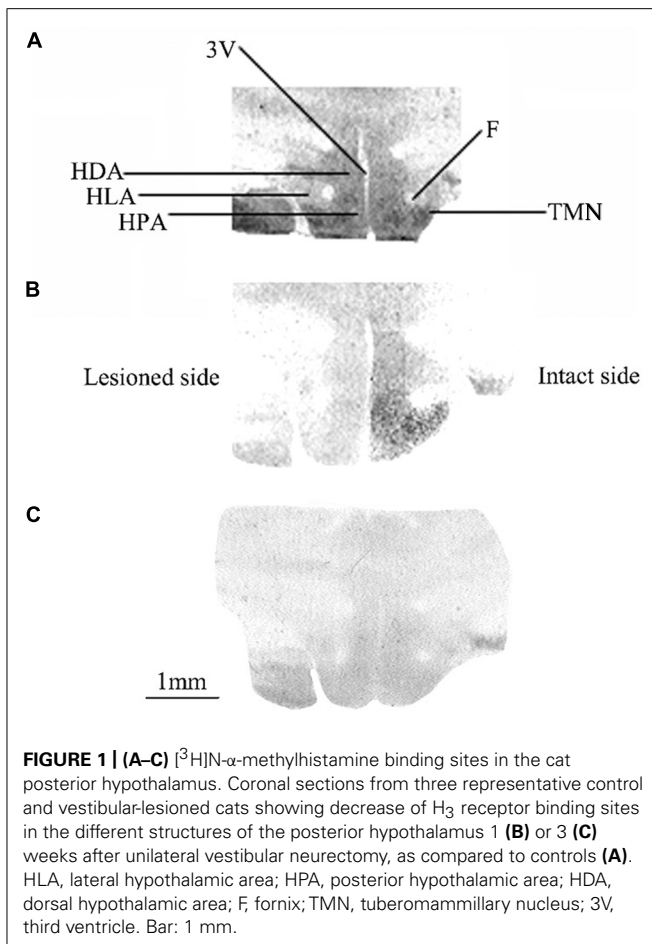 A
3V
F
HDA
HLA
HPA
TMN
B
Lesioned side
Intact side
C
1mm
FIGURE 1 | (A–C) [³H]N-α-methylhistamine binding sites in the cat
posterior hypothalamus. Coronal sections from three representative control
and vestibular-lesioned cats showing decrease of H₃ receptor binding sites
in the different structures of the posterior hypothalamus 1 (B) or 3 (C)
weeks after unilateral vestibular neurectomy, as compared to controls (A).
HLA, lateral hypothalamic area; HPA, posterior hypothalamic area; HDA,
dorsal hypothalamic area; F, fornix; TMN, tuberomammillary nucleus; 3V,
third ventricle. Bar: 1 mm.